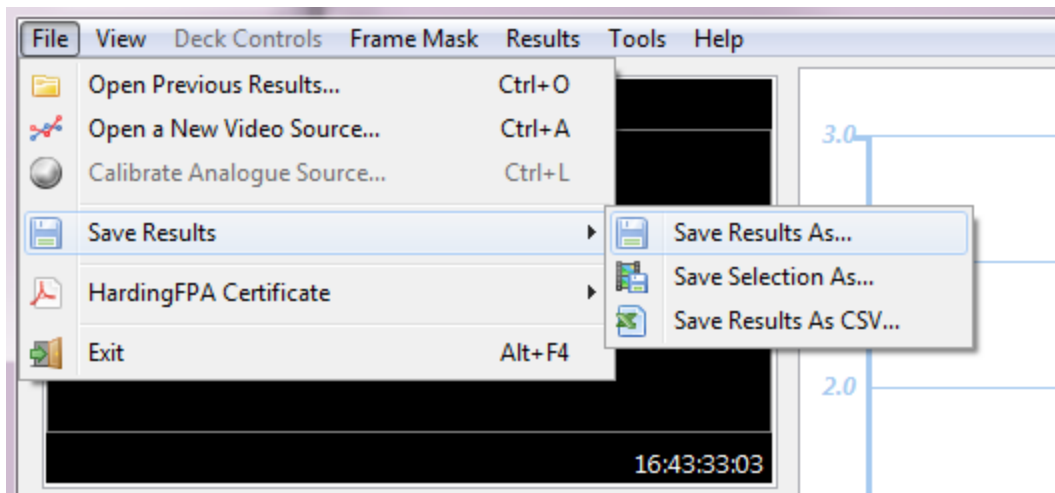 File View Deck Controls Frame Mask Results Tools Help
Open Previous Results... Ctrl+O
Open a New Video Source... Ctrl+A
Calibrate Analogue Source... Ctrl+L
Save Results
Save Results As...
Save Selection As...
Save Results As CSV...
HardingFPA Certificate
Exit Alt+F4
3.0
2.0
16:43:33:03